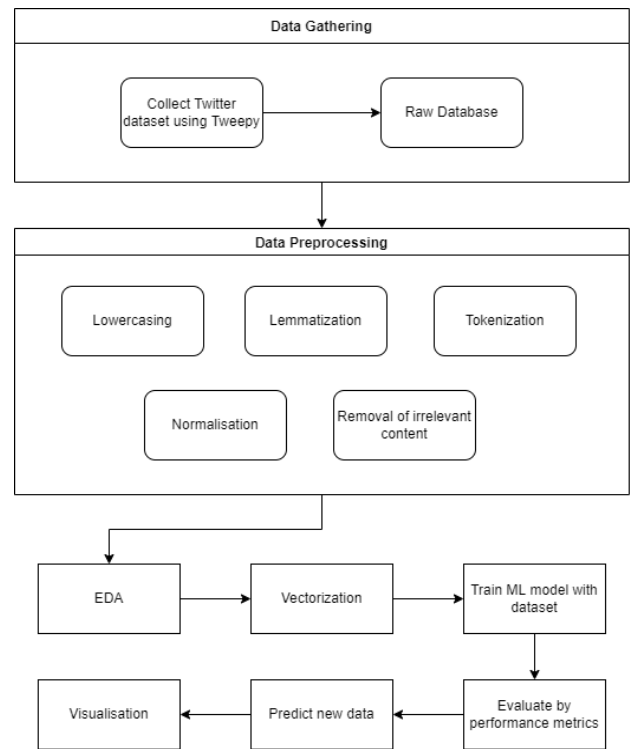 Data Gathering
Collect Twitter
dataset using Tweepy
Raw Database
Data Preprocessing
Lowercasing
Lemmatization
Tokenization
Normalisation
Removal of irrelevant
content
EDA
Vectorization
Train ML model with
dataset
Visualisation
Predict new data
Evaluate by
performance metrics